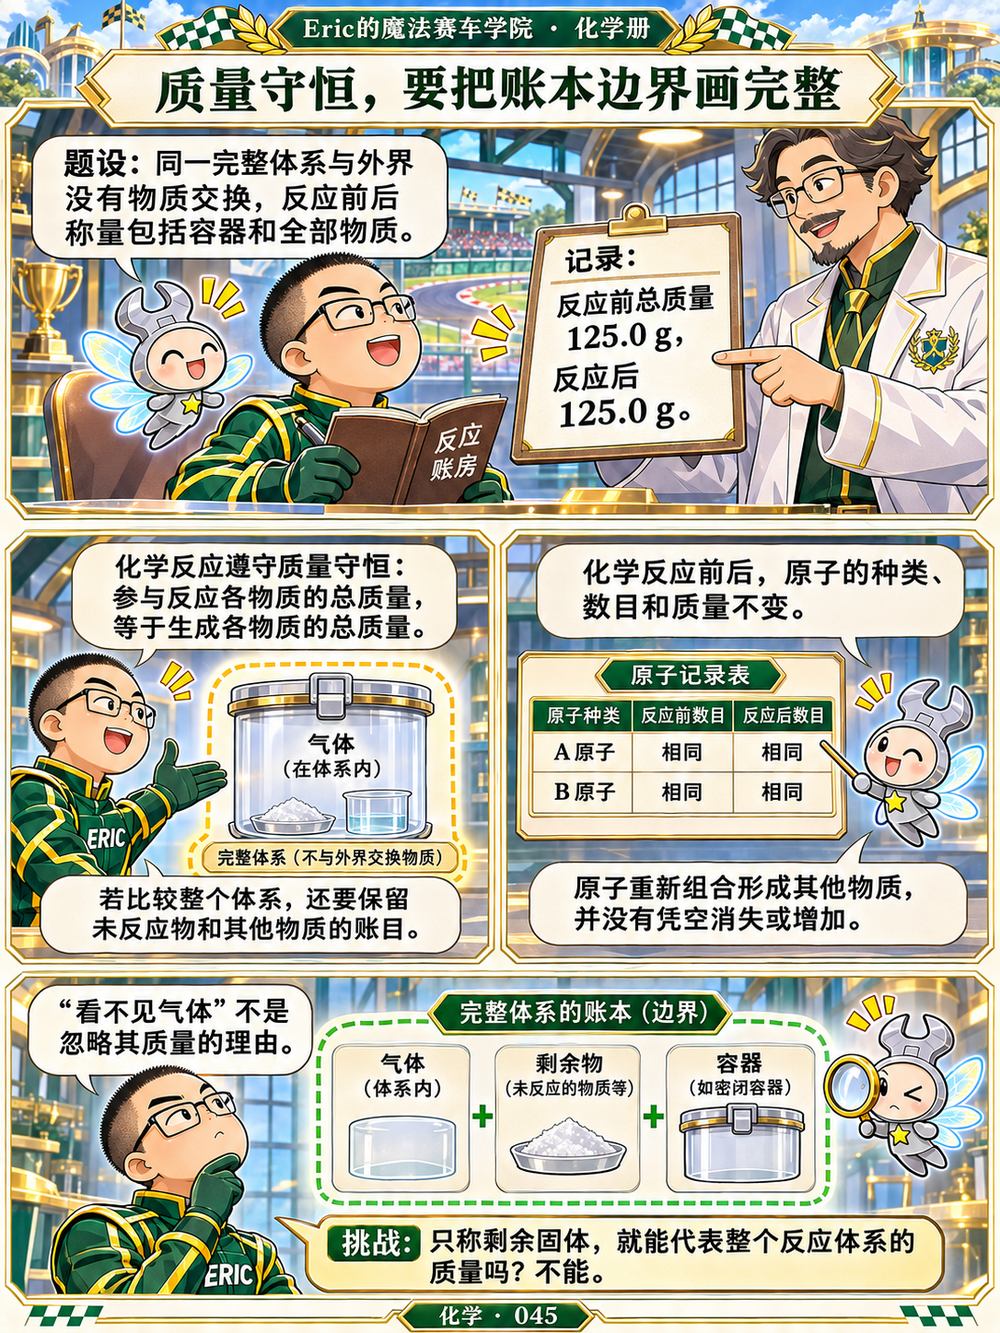 Eric的魔法赛车学院 · 化学册
质量守恒，要把账本边界画完整
题设：同一完整体系与外界
没有物质交换，反应前后
称量包括容器和全部物质。
记录：
反应前总质量
125.0 g，
反应后
125.0 g。
反应
账房
化学反应遵守质量守恒：
参与反应各物质的总质量，
等于生成各物质的总质量。
气体
（在体系内）
ERIC
完整体系（不与外界交换物质）
若比较整个体系，还要保留
未反应物和其他物质的账目。
化学反应前后，原子的种类、
数目和质量不变。
原子记录表
原子种类 反应前数目 反应后数目
A 原子 相同 相同
B 原子 相同 相同
原子重新组合形成其他物质，
并没有凭空消失或增加。
“看不见气体”不是
忽略其质量的理由。
完整体系的账本（边界）
气体
（体系内）
+
剩余物
（未反应的物质等）
+
容器
（如密闭容器）
ERIC
挑战：只称剩余固体，就能代表整个反应体系的
质量吗？不能。
化学 · 045